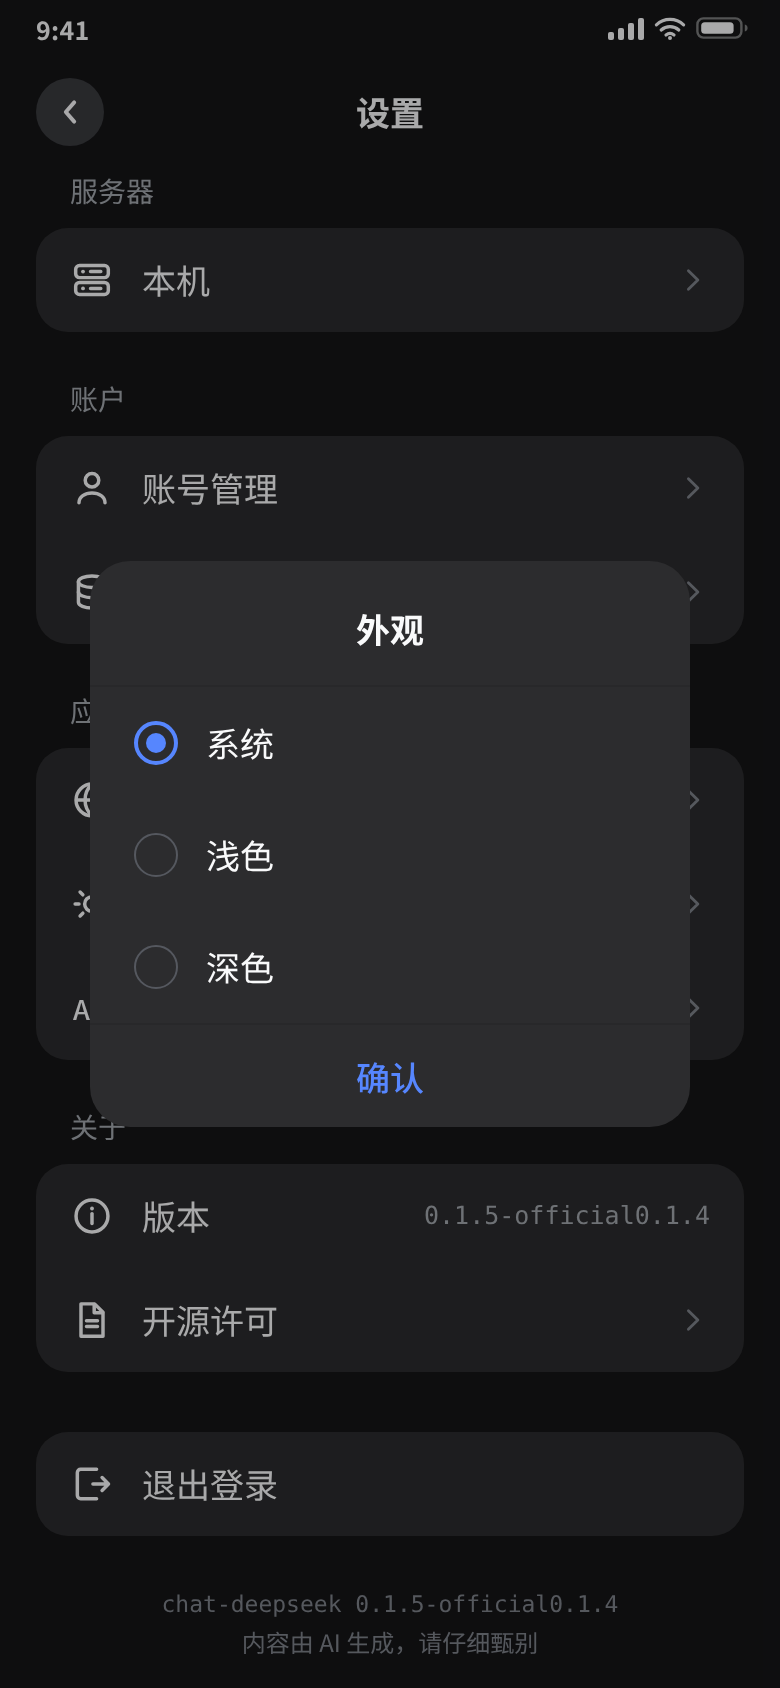 9:41
设置
服务器
本机
账户
账号管理
外观
系统
浅色
深色
确认
关于
版本 0.1.5-official0.1.4
开源许可
退出登录
chat-deepseek 0.1.5-official0.1.4
内容由 AI 生成，请仔细甄别